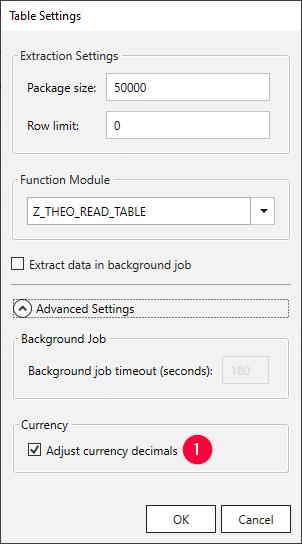 Table Settings
Extraction Settings
Package size: 50000
Row limit: 0
Function Module
Z_THEO_READ_TABLE
Extract data in background job
Advanced Settings
Background Job
Background job timeout (seconds): 180
Currency
Adjust currency decimals 1
OK Cancel